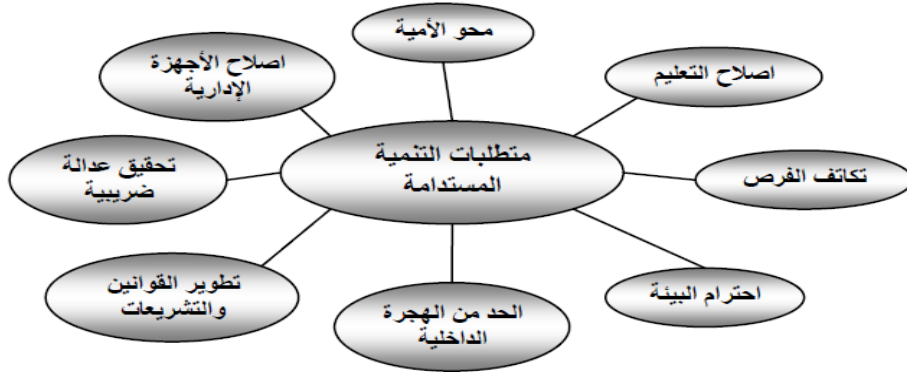 محو الأمية
اصلاح التعليم
تكاتف الفرص
احترام البيئة
الحد من الهجرة
الداخلية
تطوير القوانين
والتشريعات
تحقيق عدالة
ضريبية
اصلاح الأجهزة
الإدارية
متطلبات التنمية
المستدامة